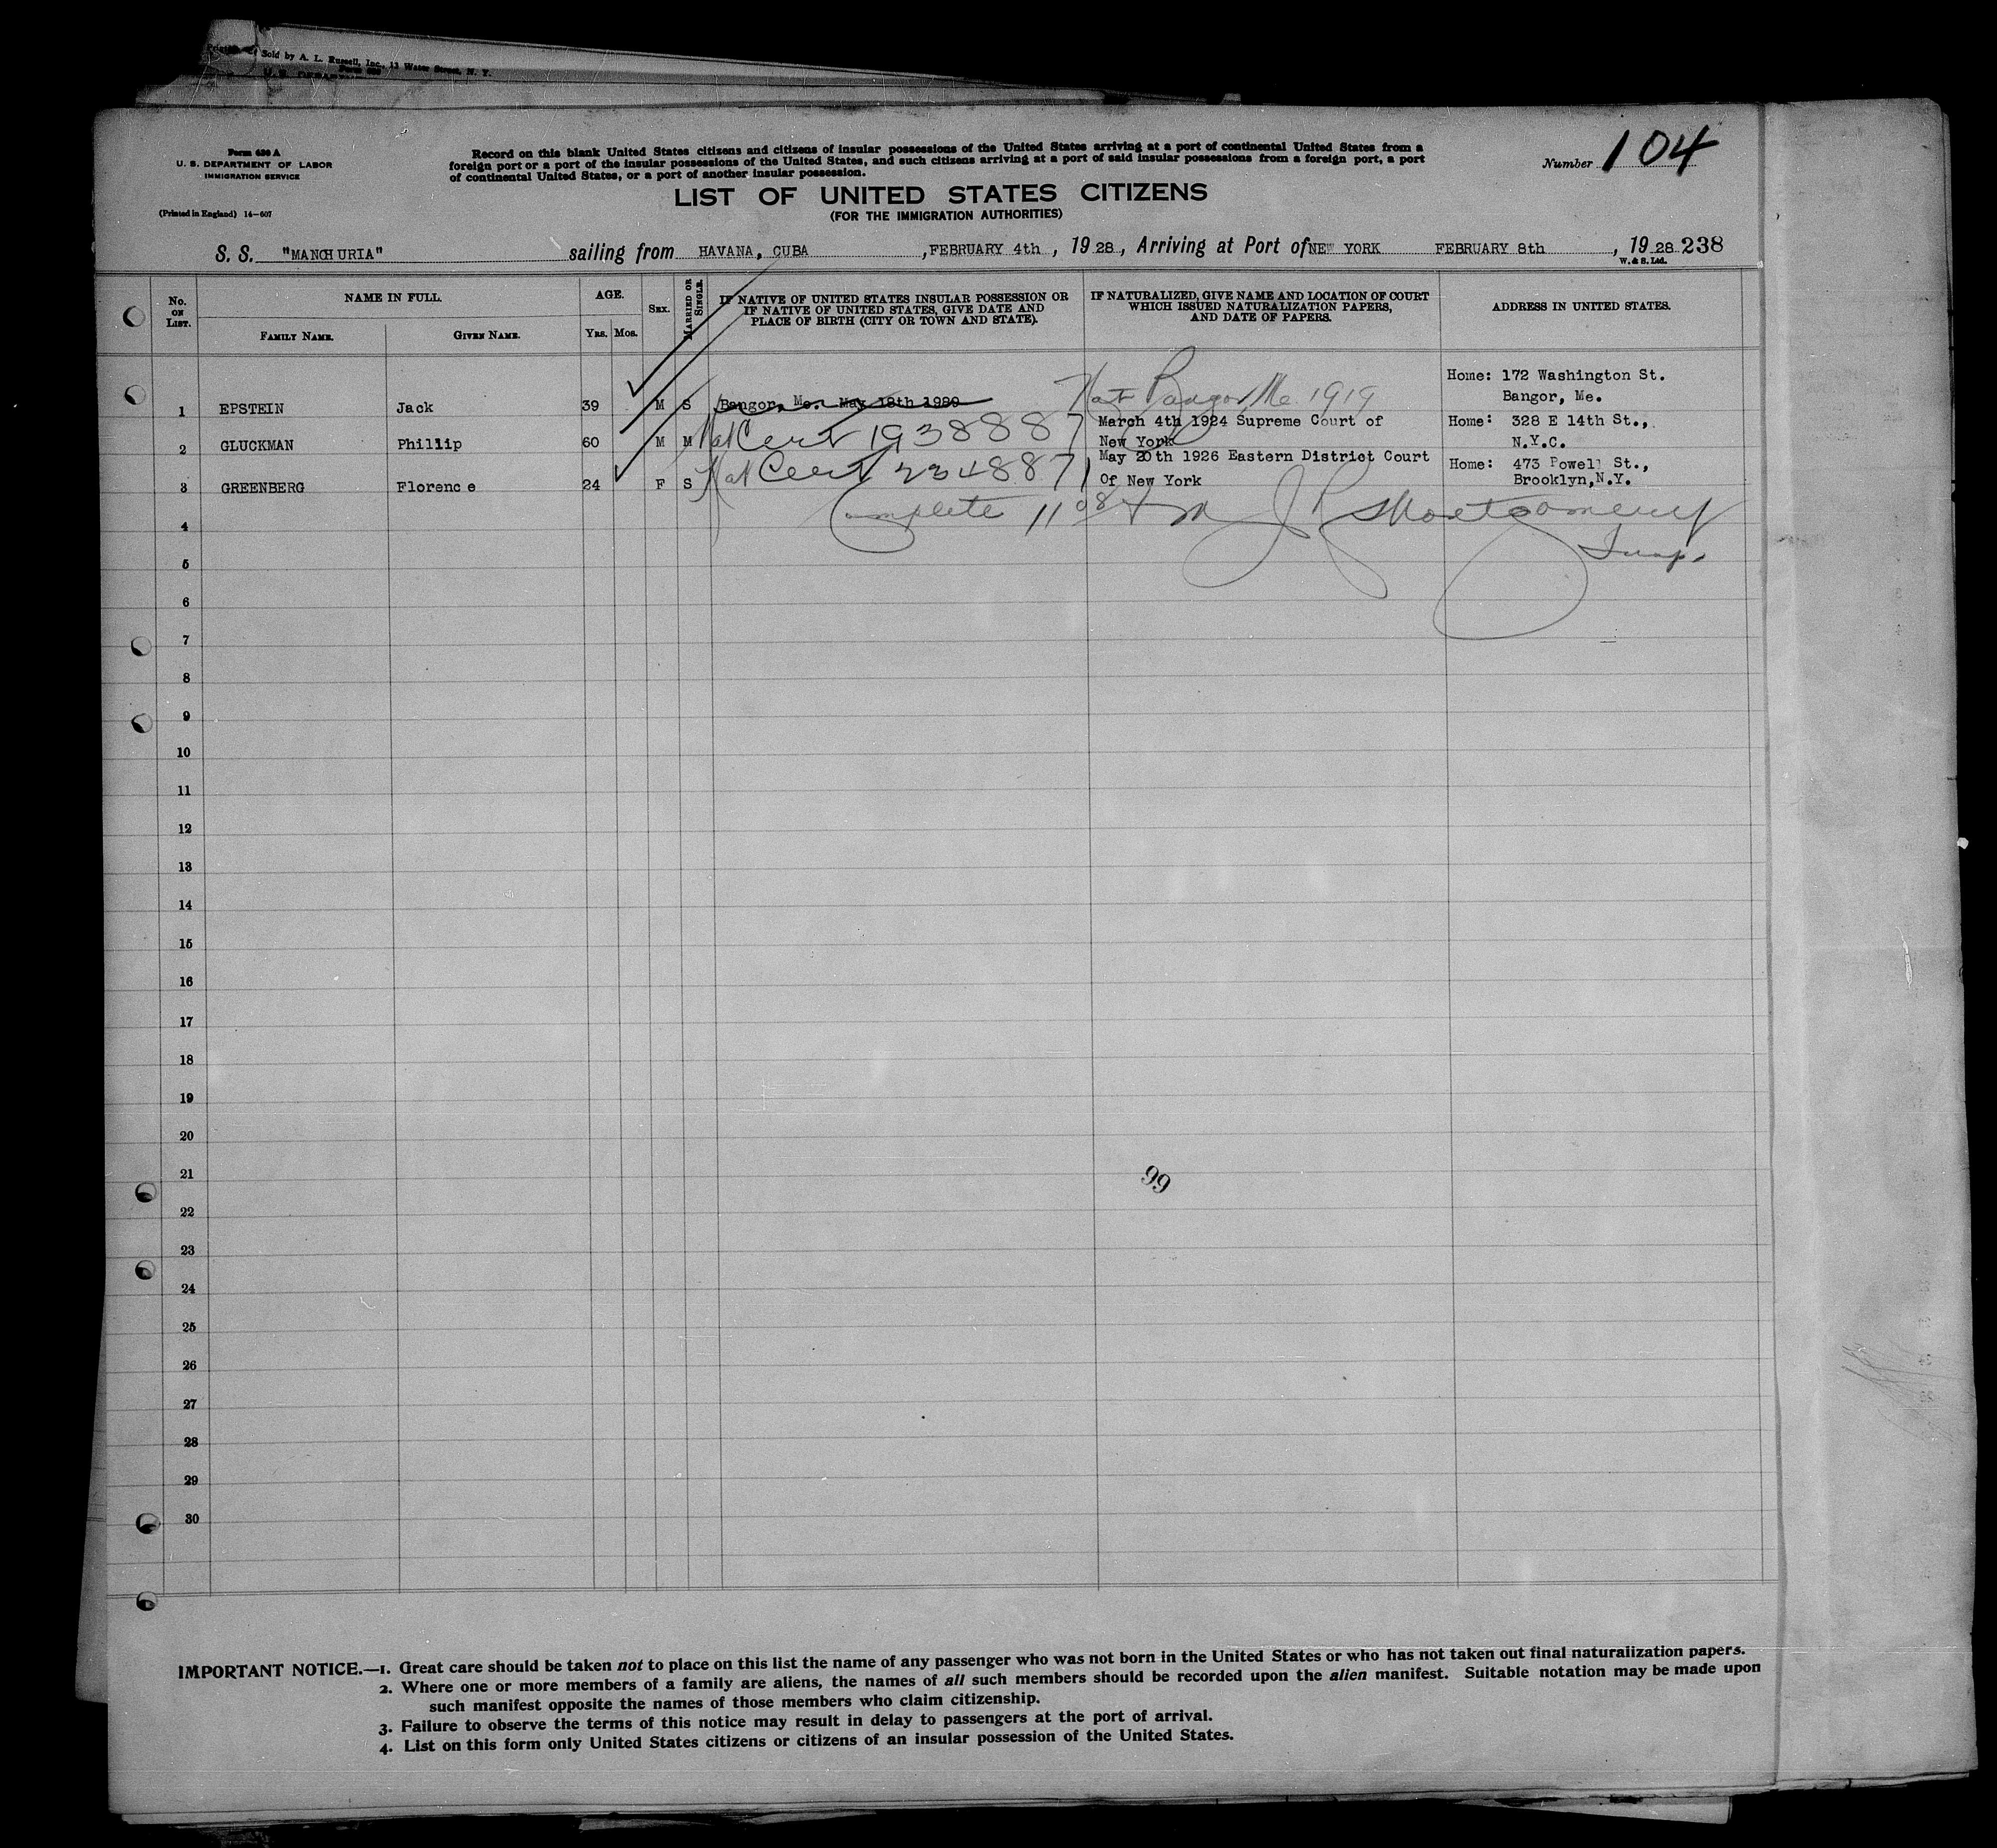 Sold by A. L. Russell, Inc., 13 Water Street, N. Y.
Form 630 A
U. S. DEPARTMENT OF LABOR
IMMIGRATION SERVICE
(Printed in England) 14—607
Record on this blank United States citizens and citizens of insular possessions of the United States arriving at a port of continental United States from a
foreign port or a port of the insular possessions of the United States, and such citizens arriving at a port of said insular possessions from a foreign port, a port
of continental United States, or a port of another insular possession.
Number 104
LIST OF UNITED STATES CITIZENS
(FOR THE IMMIGRATION AUTHORITIES)
S. S. "MANCHURIA" sailing from HAVANA, CUBA, FEBRUARY 4th, 1928, Arriving at Port of NEW YORK FEBRUARY 8th, 1928 238
W. & S. Ltd.
No. ON LIST.
NAME IN FULL.
FAMILY NAME.
GIVEN NAME.
AGE.
YRS. MOS.
SEX.
MARRIED OR SINGLE.
IF NATIVE OF UNITED STATES INSULAR POSSESSION OR
IF NATIVE OF UNITED STATES, GIVE DATE AND
PLACE OF BIRTH (CITY OR TOWN AND STATE).
IF NATURALIZED, GIVE NAME AND LOCATION OF COURT
WHICH ISSUED NATURALIZATION PAPERS,
AND DATE OF PAPERS.
ADDRESS IN UNITED STATES.
1 EPSTEIN Jack 39 M S Bangor, Me. May 18th 1989 Nat Bangor, Me. 1919 Home: 172 Washington St.
Bangor, Me.
2 GLUCKMAN Phillip 60 M M Nat Cert 1938887 March 4th 1924 Supreme Court of
New York
Home: 328 E 14th St.,
N.Y.C.
3 GREENBERG Florence 24 F S Nat Cert 2348871 May 20th 1926 Eastern District Court
Of New York
Home: 473 Powell St.,
Brooklyn, N.Y.
Complete 11 08 A M J P Montgomery
Insp.
4
5
6
7
8
9
10
11
12
13
14
15
16
17
18
19
20
21
99
22
23
24
25
26
27
28
29
30
IMPORTANT NOTICE.—1. Great care should be taken not to place on this list the name of any passenger who was not born in the United States or who has not taken out final naturalization papers.
2. Where one or more members of a family are aliens, the names of all such members should be recorded upon the alien manifest. Suitable notation may be made upon
such manifest opposite the names of those members who claim citizenship.
3. Failure to observe the terms of this notice may result in delay to passengers at the port of arrival.
4. List on this form only United States citizens or citizens of an insular possession of the United States.